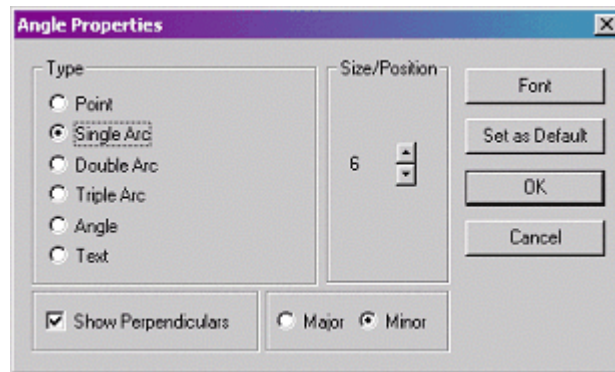 Angle Properties
Type
Point
Single Arc
Double Arc
Triple Arc
Angle
Text
Size/Position
6
Font
Set as Default
OK
Cancel
Show Perpendiculars
Major
Minor